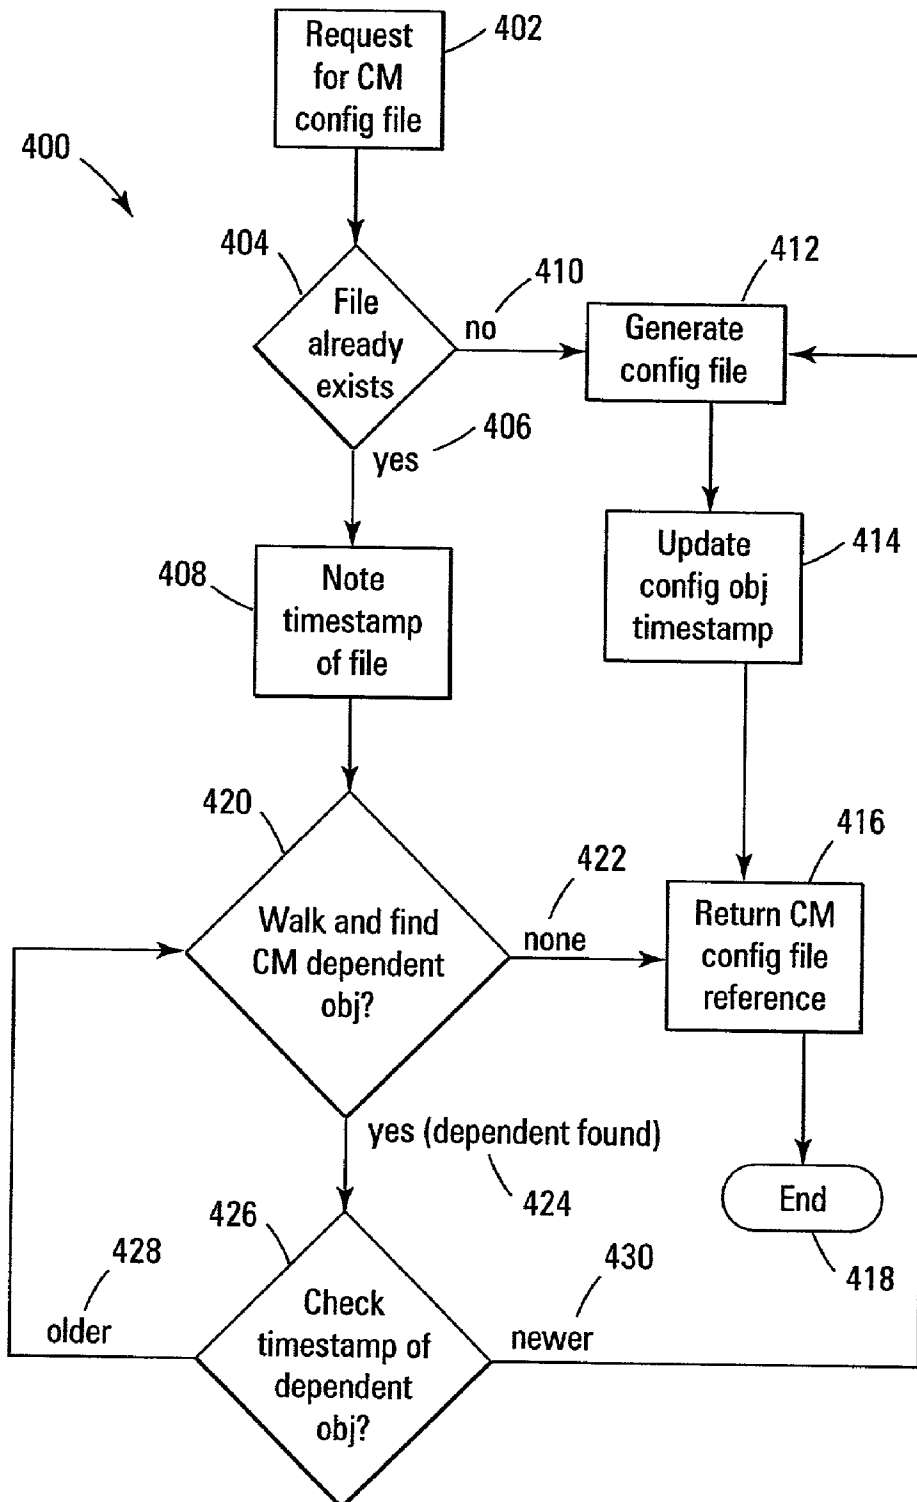 Request
for CM
config file
402
400
404
File
already
exists
no
410
Generate
config file
412
yes
406
Note
timestamp
of file
408
Update
config obj
timestamp
414
Walk and find
CM dependent
obj?
420
none
422
Return CM
config file
reference
416
yes (dependent found)
424
End
418
Check
timestamp of
dependent
obj?
426
older
428
newer
430